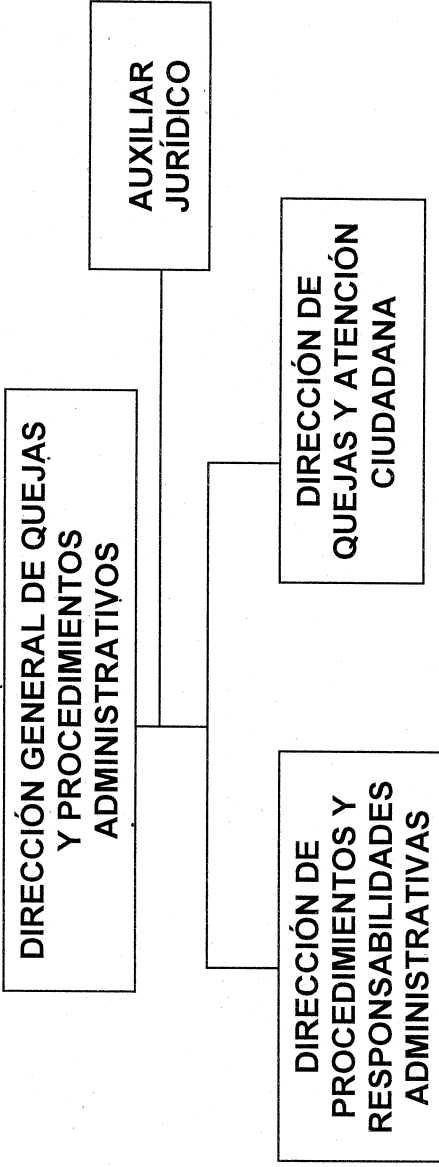 DIRECCIÓN GENERAL DE QUEJAS
Y PROCEDIMIENTOS
ADMINISTRATIVOS
AUXILIAR
JURÍDICO
DIRECCIÓN DE
PROCEDIMIENTOS Y
RESPONSABILIDADES
ADMINISTRATIVAS
DIRECCIÓN DE
QUEJAS Y ATENCIÓN
CIUDADANA